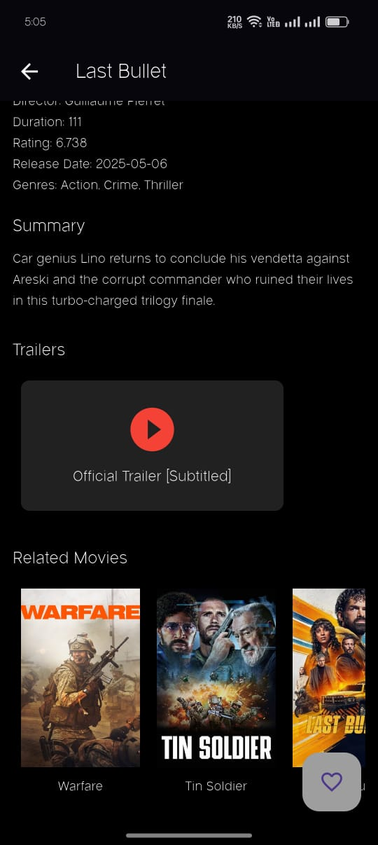 5:05
210
KB/S
Vo
LTE
Last Bullet
Director: Guillaume Pierret
Duration: 111
Rating: 6.738
Release Date: 2025-05-06
Genres: Action, Crime, Thriller
Summary
Car genius Lino returns to conclude his vendetta against
Areski and the corrupt commander who ruined their lives
in this turbo-charged trilogy finale.
Trailers
Official Trailer [Subtitled]
Related Movies
WARFARE
TIN SOLDIER
LAST BU
Warfare
Tin Soldier